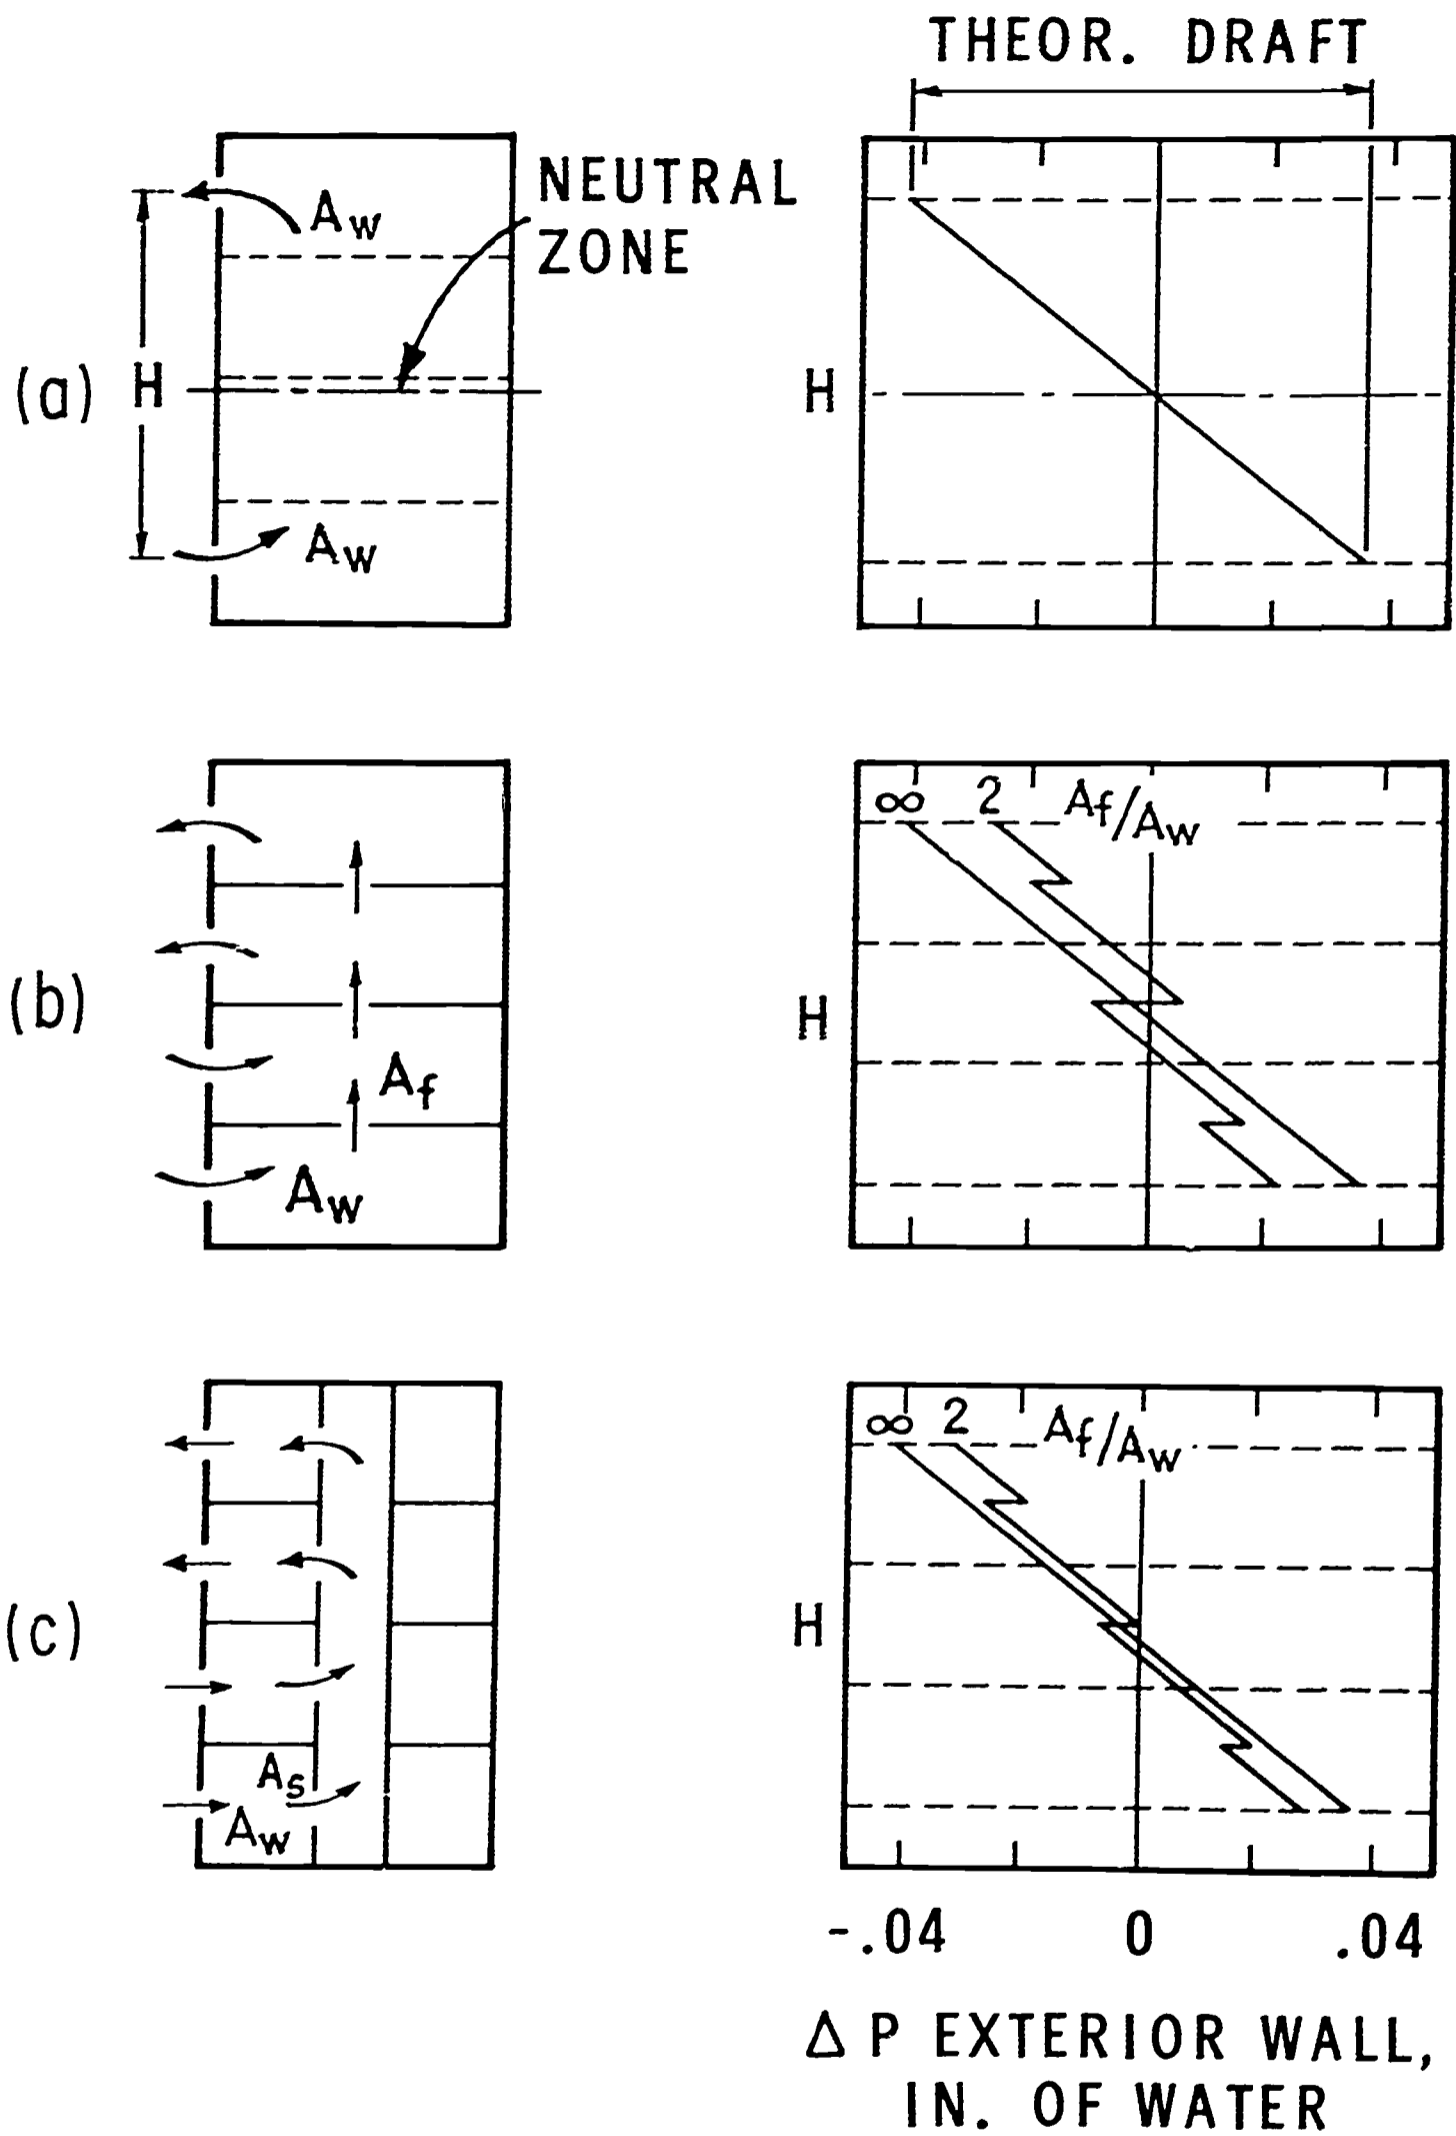 THEOR. DRAFT
NEUTRAL
ZONE
Aw
(a)
H
Aw
H
(b)
Af
Aw
∞ 2 Af/Aw
H
(c)
As
Aw
∞ 2 Af/Aw
H
-.04 0 .04
Δ P EXTERIOR WALL,
IN. OF WATER